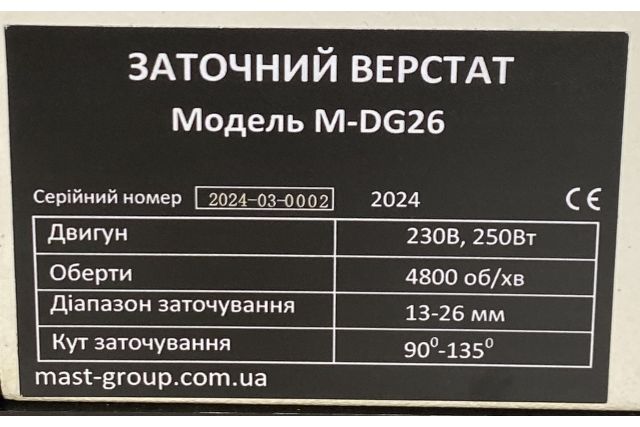 ЗАТОЧНИЙ ВЕРСТАТ
Модель M-DG26
Серійний номер 2024-03-0002 2024 CE
Двигун 230В, 250Вт
Оберти 4800 об/хв
Діапазон заточування 13-26 мм
Кут заточування 90⁰-135⁰
mast-group.com.ua